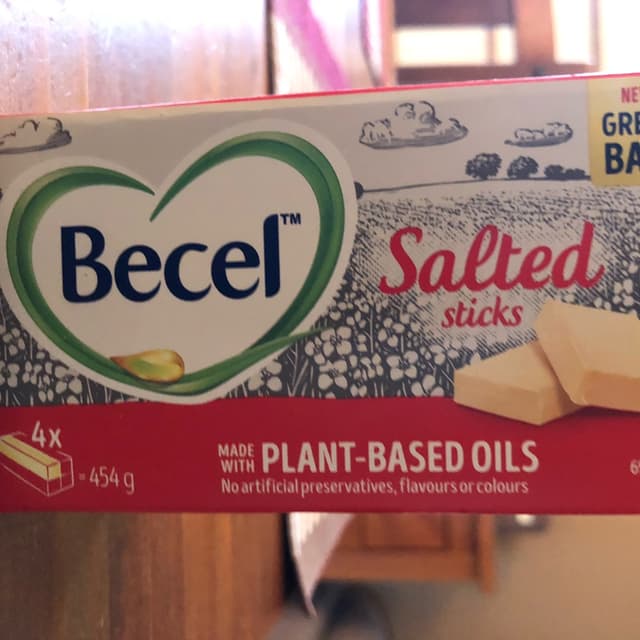 Becel™
Salted
sticks
4x
= 454 g
MADE
WITH
PLANT-BASED OILS
No artificial preservatives, flavours or colours